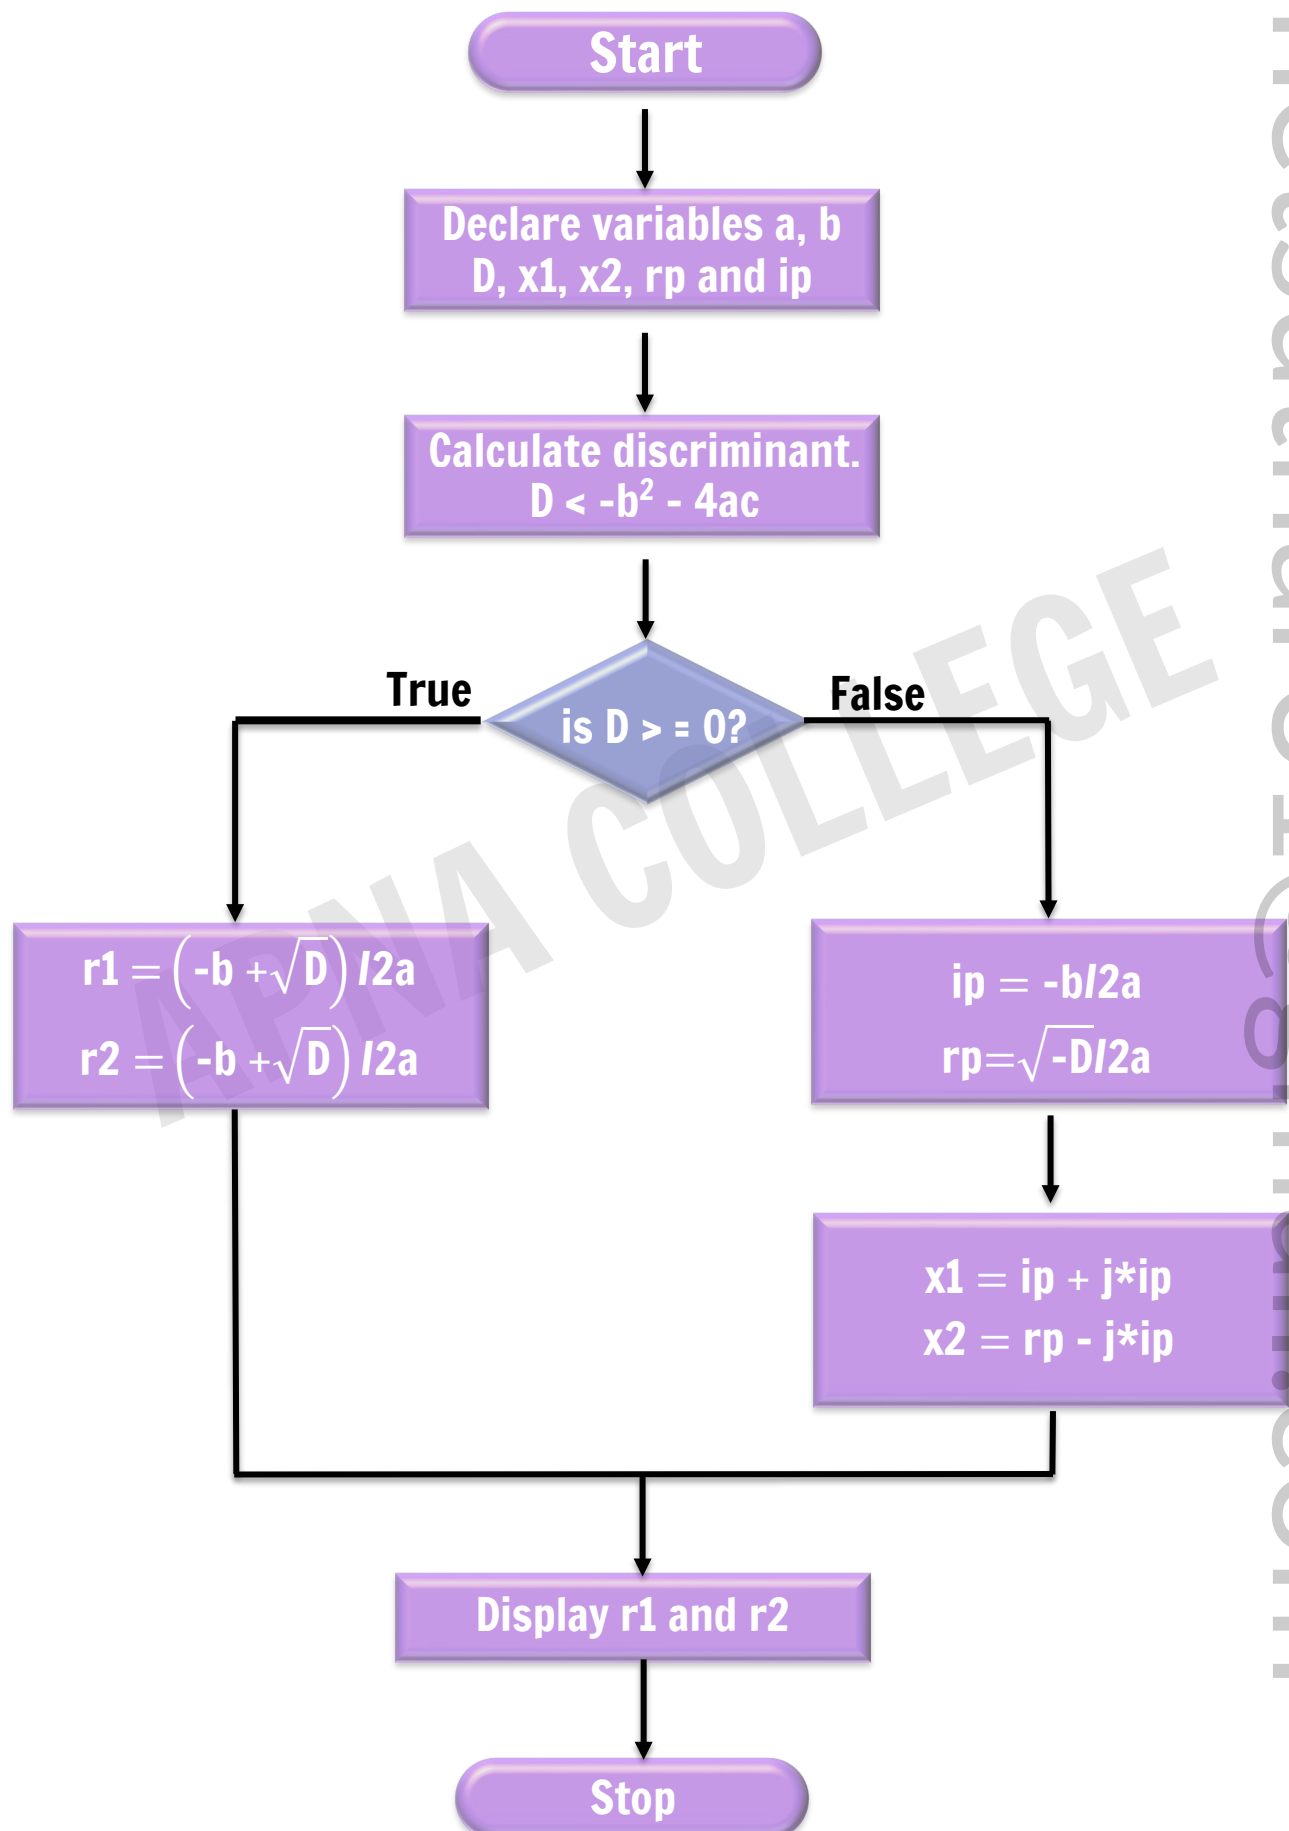 Start
Declare variables a, b
D, x1, x2, rp and ip
Calculate discriminant.
D < -b² - 4ac
is D > = 0?
True
False
r1 = (-b +√D) /2a
r2 = (-b +√D) /2a
ip = -b/2a
rp=√-D/2a
x1 = ip + j*ip
x2 = rp - j*ip
Display r1 and r2
Stop
APNA COLLEGE